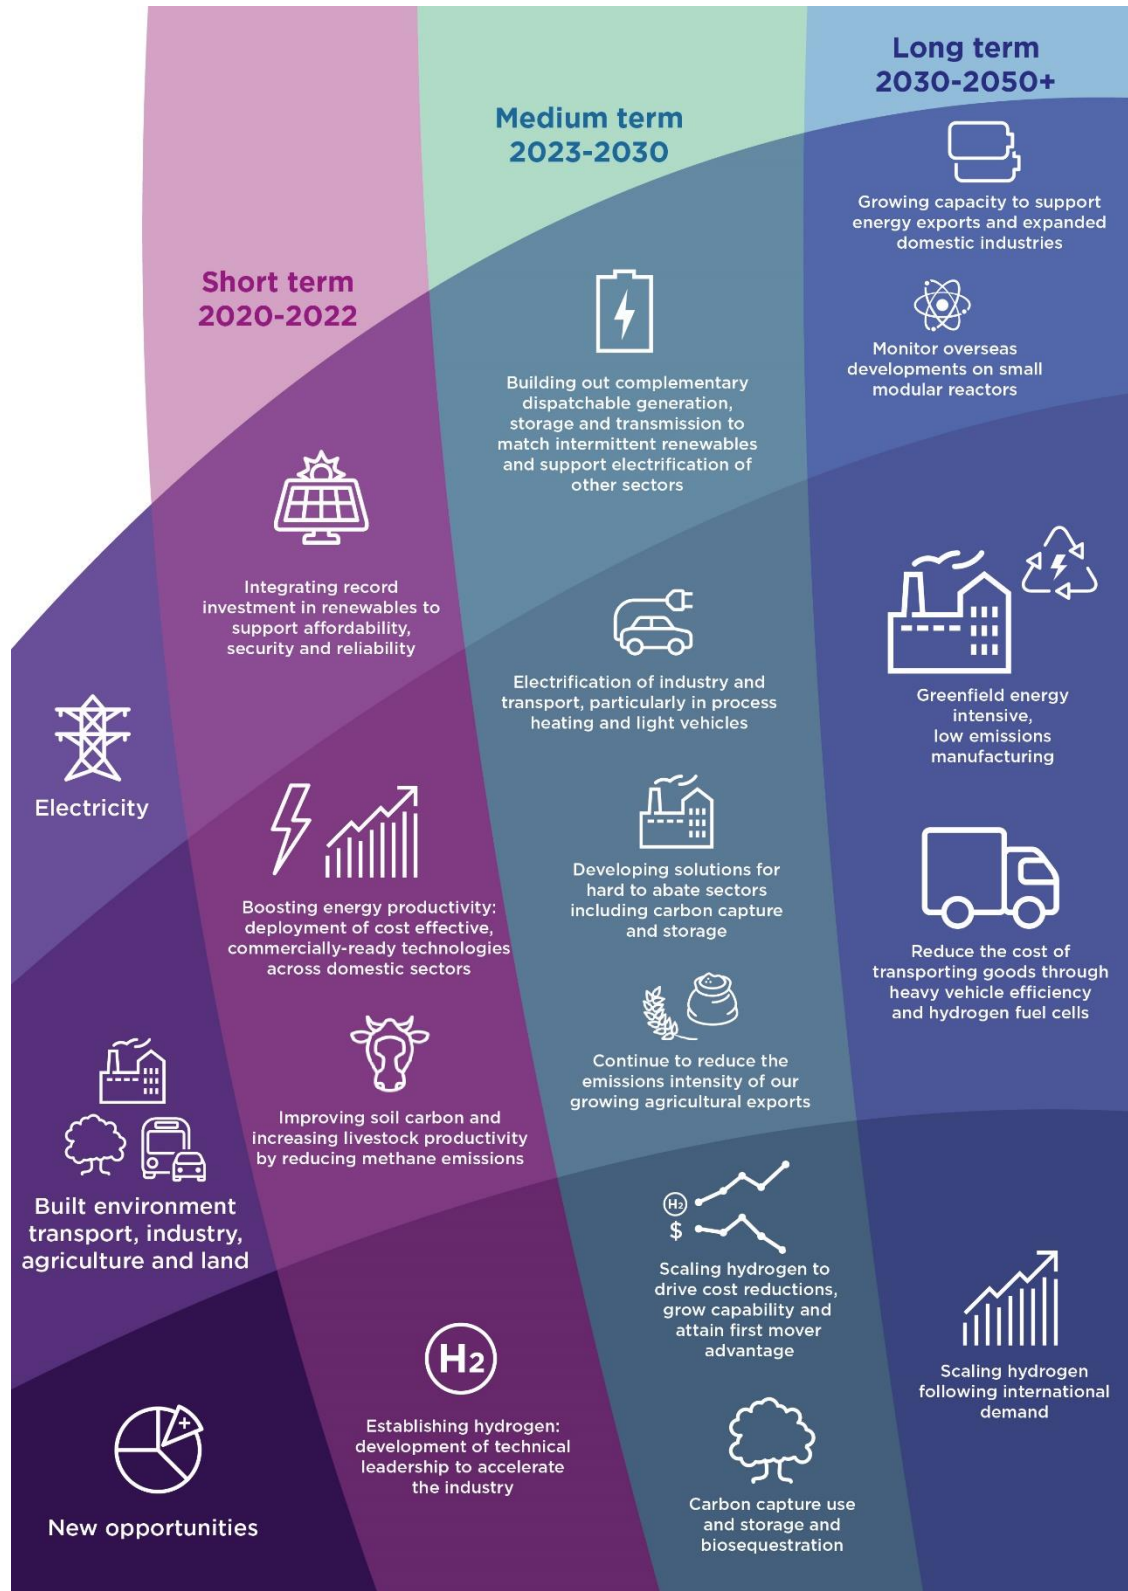 Short term
2020-2022
Medium term
2023-2030
Long term
2030-2050+
Electricity
Integrating record
investment in renewables to
support affordability,
security and reliability
Building out complementary
dispatchable generation,
storage and transmission to
match intermittent renewables
and support electrification of
other sectors
Growing capacity to support
energy exports and expanded
domestic industries
Monitor overseas
developments on small
modular reactors
Built environment
transport, industry,
agriculture and land
Boosting energy productivity:
deployment of cost effective,
commercially-ready technologies
across domestic sectors
Improving soil carbon and
increasing livestock productivity
by reducing methane emissions
Electrification of industry and
transport, particularly in process
heating and light vehicles
Developing solutions for
hard to abate sectors
including carbon capture
and storage
Continue to reduce the
emissions intensity of our
growing agricultural exports
Greenfield energy
intensive,
low emissions
manufacturing
Reduce the cost of
transporting goods through
heavy vehicle efficiency
and hydrogen fuel cells
+
New opportunities
H2
Establishing hydrogen:
development of technical
leadership to accelerate
the industry
H2
$
Scaling hydrogen to
drive cost reductions,
grow capability and
attain first mover
advantage
Carbon capture use
and storage and
biosequestration
Scaling hydrogen
following international
demand